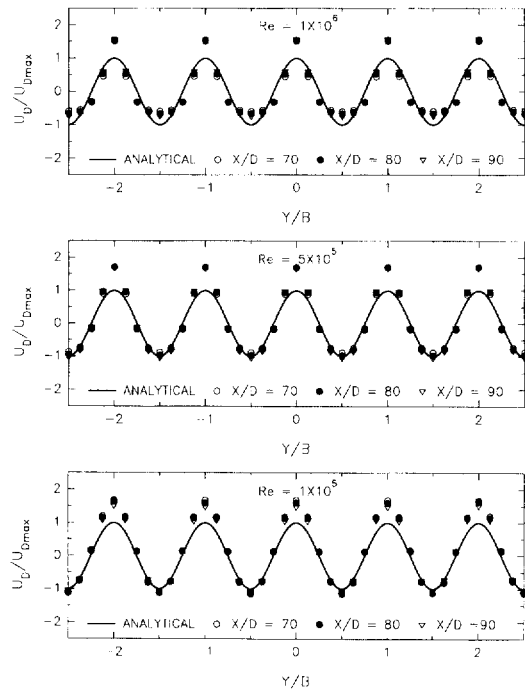 Re = 1X10⁶
U_D/U_Dmax
2
1
0
-1
-2
ANALYTICAL ○ X/D = 70 ● X/D = 80 ▽ X/D = 90
-2 -1 0 1 2
Y/B
Re = 5X10⁵
U_D/U_Dmax
2
1
0
-1
-2
ANALYTICAL ○ X/D = 70 ● X/D = 80 ▽ X/D = 90
-2 -1 0 1 2
Y/B
Re = 1X10⁵
U_D/U_Dmax
2
1
0
-1
-2
ANALYTICAL ○ X/D = 70 ● X/D = 80 ▽ X/D =90
-2 -1 0 1 2
Y/B